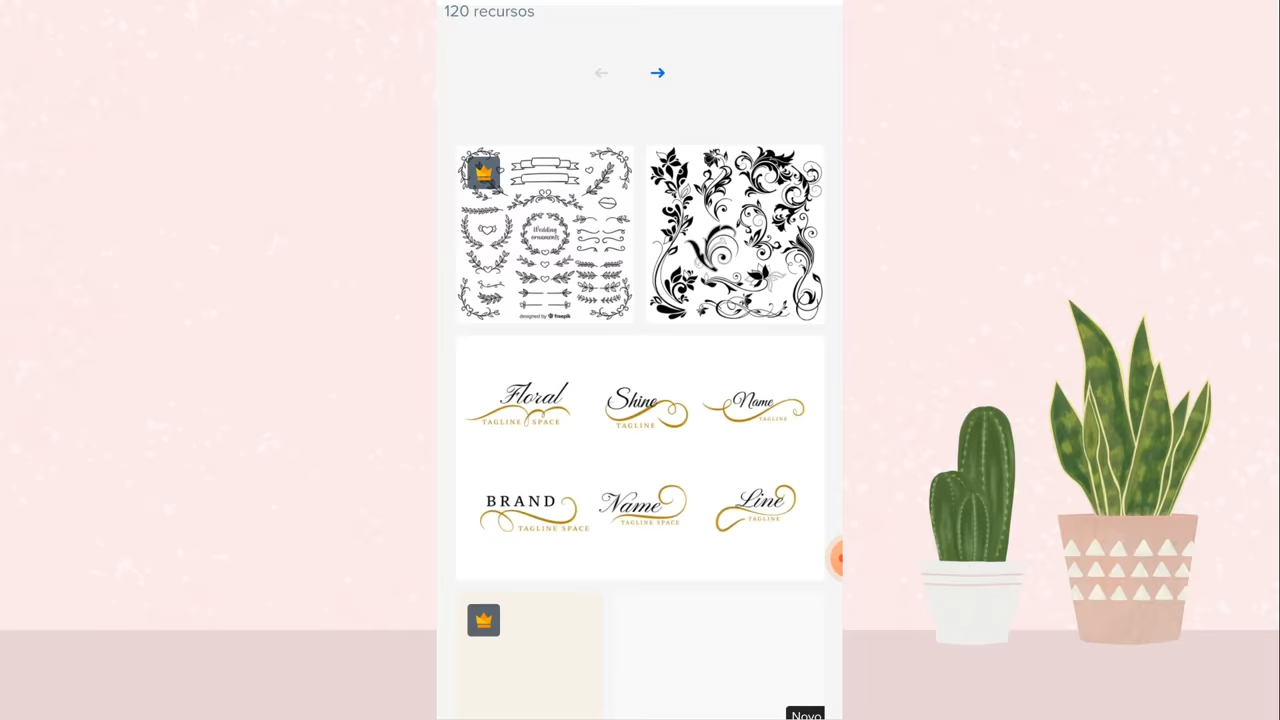 120 recursos
Wedding
ornaments
designed by freepik
Floral
TAGLINE SPACE
Shine
TAGLINE
Name
TAGLINE
BRAND
TAGLINE SPACE
Name
TAGLINE SPACE
Line
TAGLINE
Novo